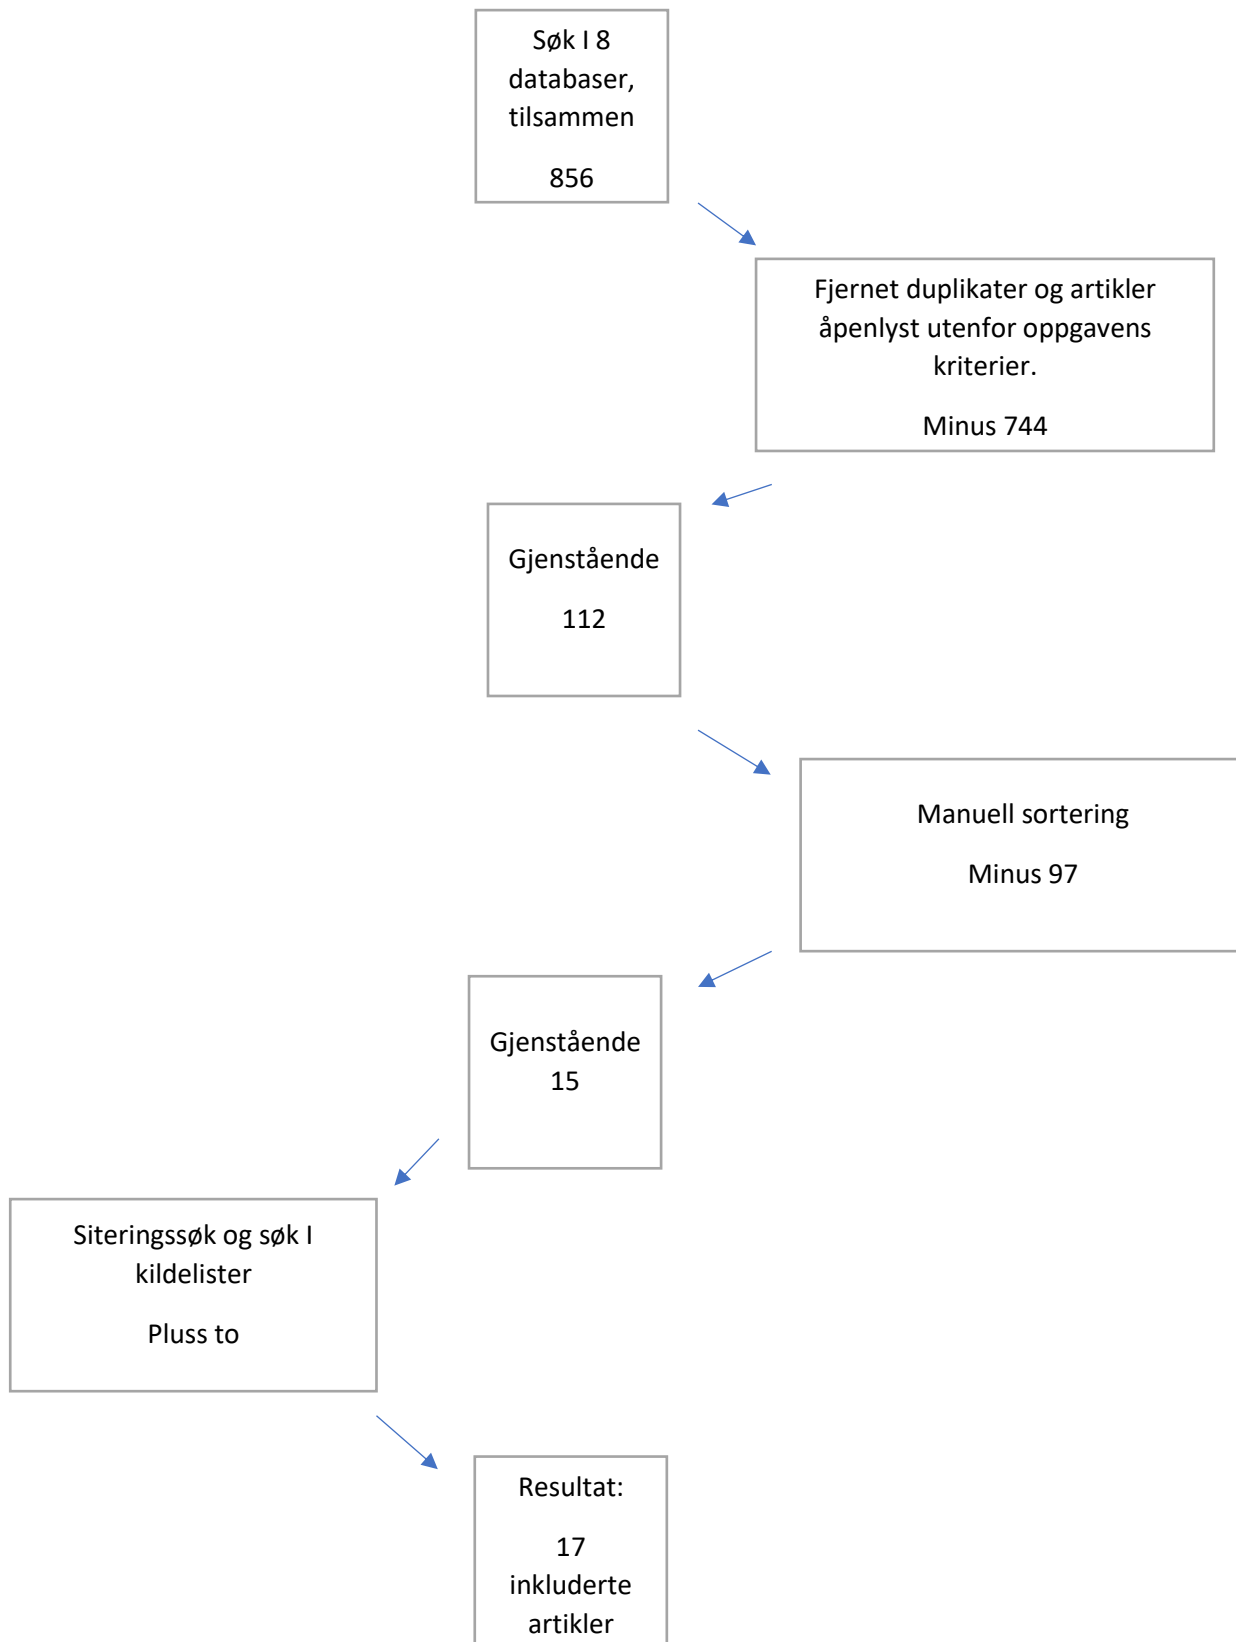 Søk I 8
databaser,
tilsammen
856
Fjernet duplikater og artikler
åpenlyst utenfor oppgavens
kriterier.
Minus 744
Gjenstående
112
Manuell sortering
Minus 97
Gjenstående
15
Siteringssøk og søk I
kildelister
Pluss to
Resultat:
17
inkluderte
artikler